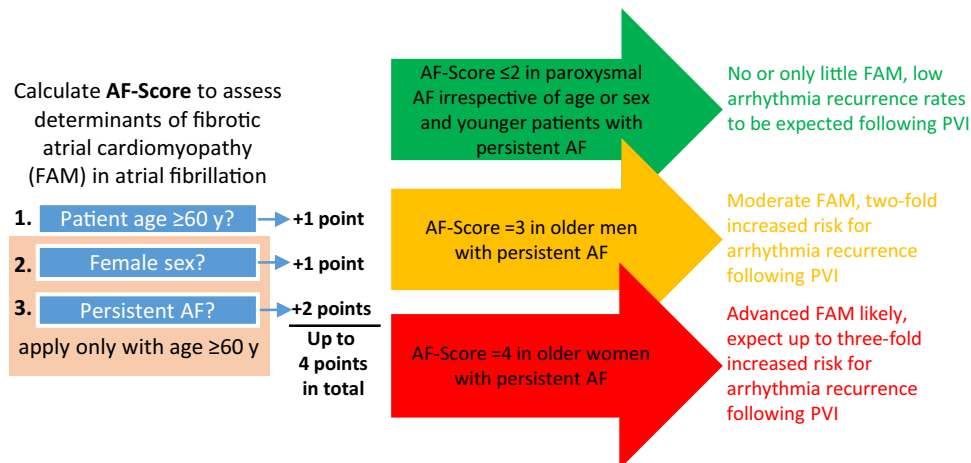 Calculate AF-Score to assess
determinants of fibrotic
atrial cardiomyopathy
(FAM) in atrial fibrillation
1. Patient age ≥60 y? +1 point
2. Female sex? +1 point
3. Persistent AF? +2 points
apply only with age ≥60 y
Up to
4 points
in total
AF-Score ≤2 in paroxysmal
AF irrespective of age or sex
and younger patients with
persistent AF
No or only little FAM, low
arrhythmia recurrence rates
to be expected following PVI
AF-Score =3 in older men
with persistent AF
Moderate FAM, two-fold
increased risk for
arrhythmia recurrence
following PVI
AF-Score =4 in older women
with persistent AF
Advanced FAM likely,
expect up to three-fold
increased risk for
arrhythmia recurrence
following PVI